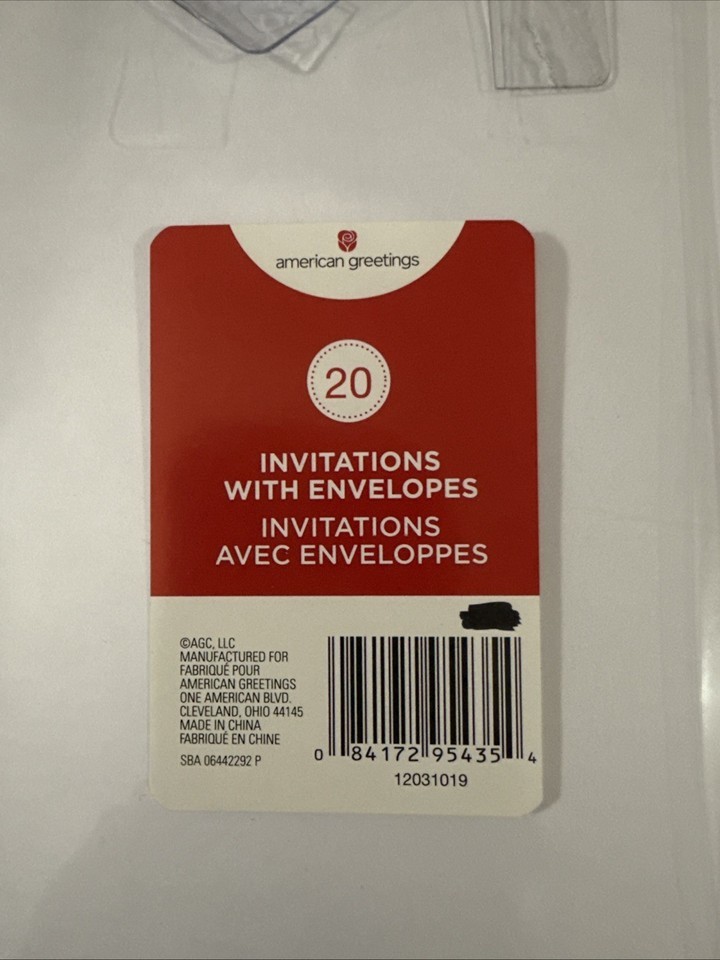 american greetings
20
INVITATIONS
WITH ENVELOPES
INVITATIONS
AVEC ENVELOPPES
©AGC, LLC
MANUFACTURED FOR
FABRIQUÉ POUR
AMERICAN GREETINGS
ONE AMERICAN BLVD.
CLEVELAND, OHIO 44145
MADE IN CHINA
FABRIQUÉ EN CHINE
SBA 06442292 P
0 84172 95435 4
12031019